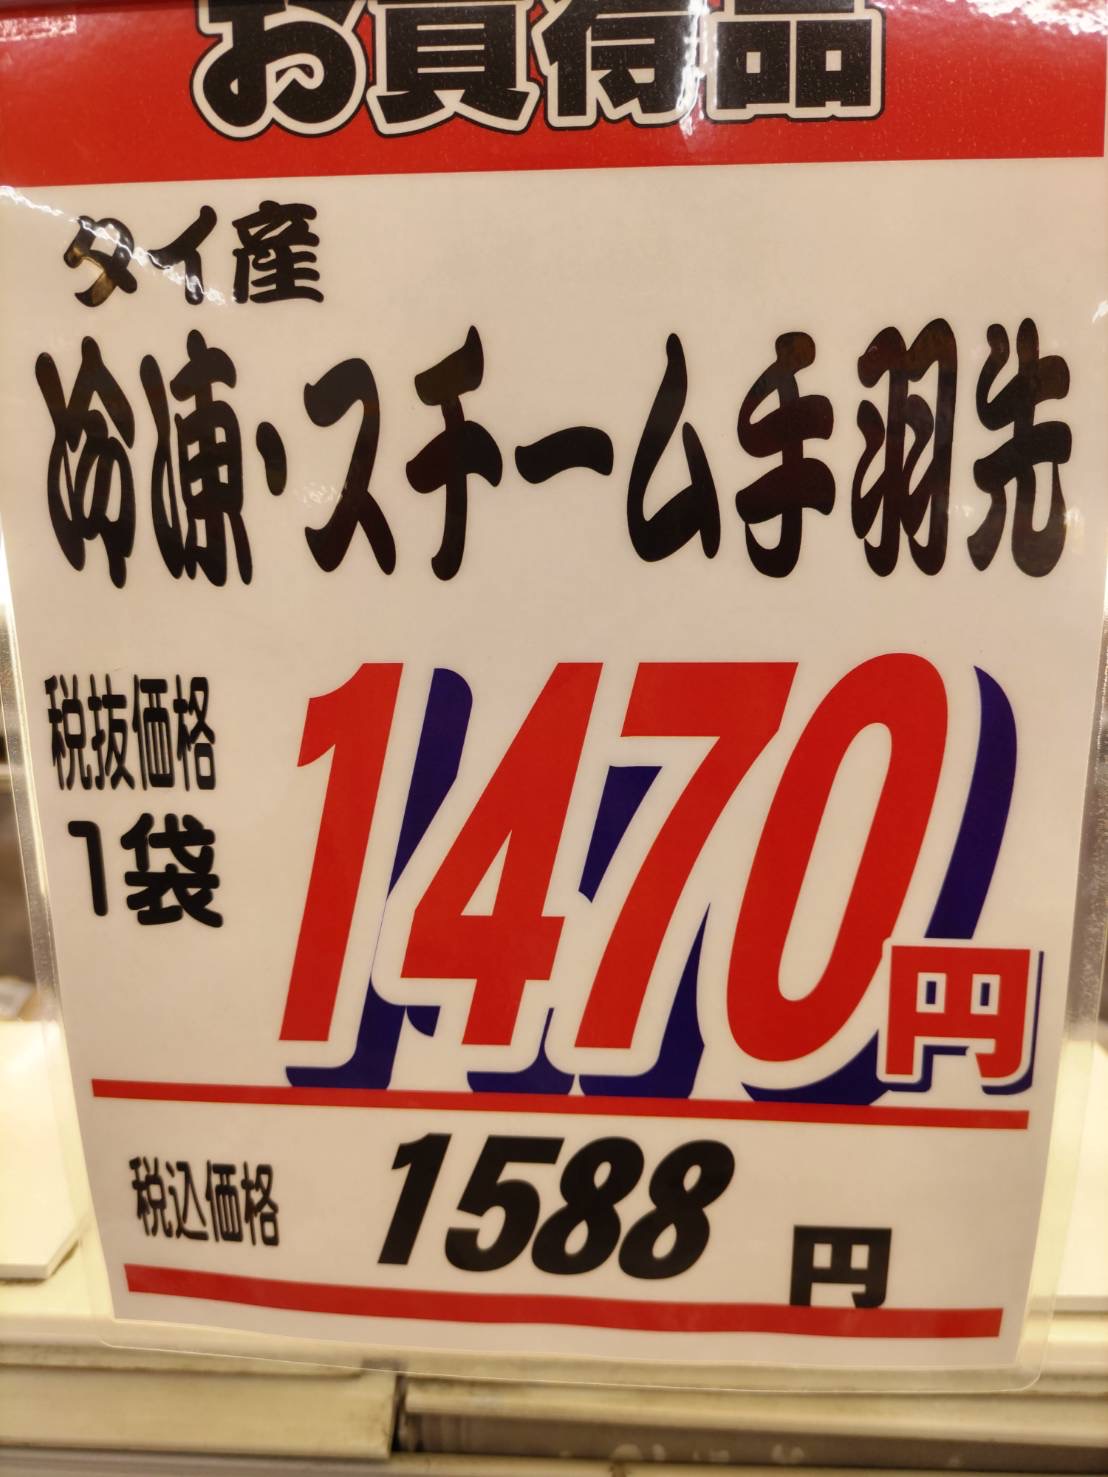 お買得品
タイ産
冷凍・スチーム手羽先
税抜価格
1袋
1470円
税込価格 1588円